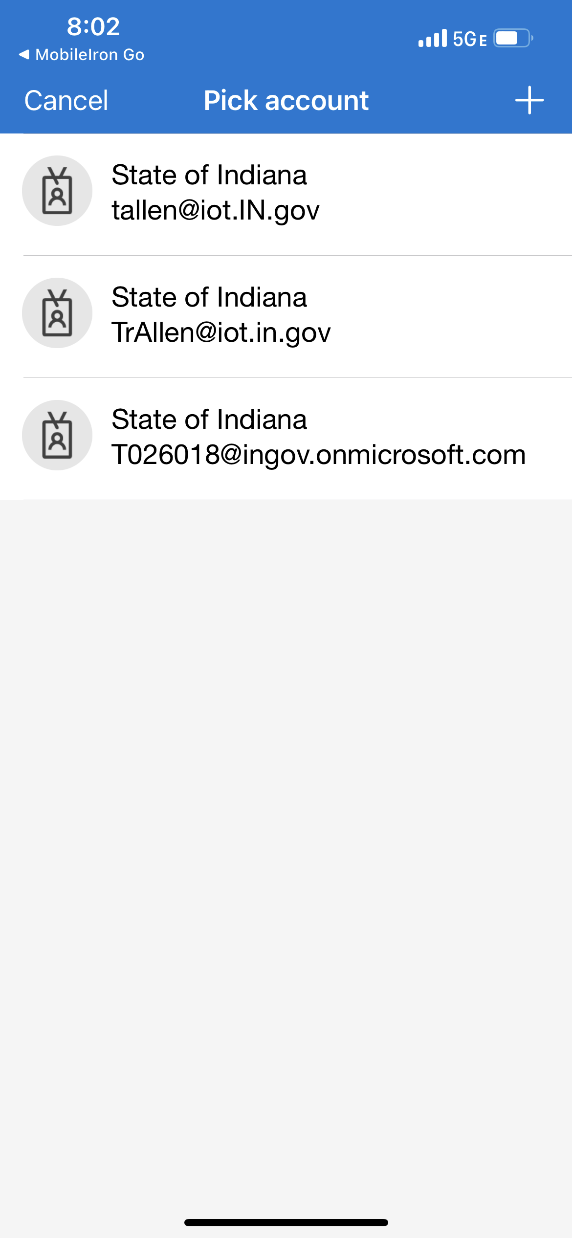 8:02
5GE
◀ MobileIron Go
Cancel Pick account +
State of Indiana
tallen@iot.IN.gov
State of Indiana
TrAllen@iot.in.gov
State of Indiana
T026018@ingov.onmicrosoft.com